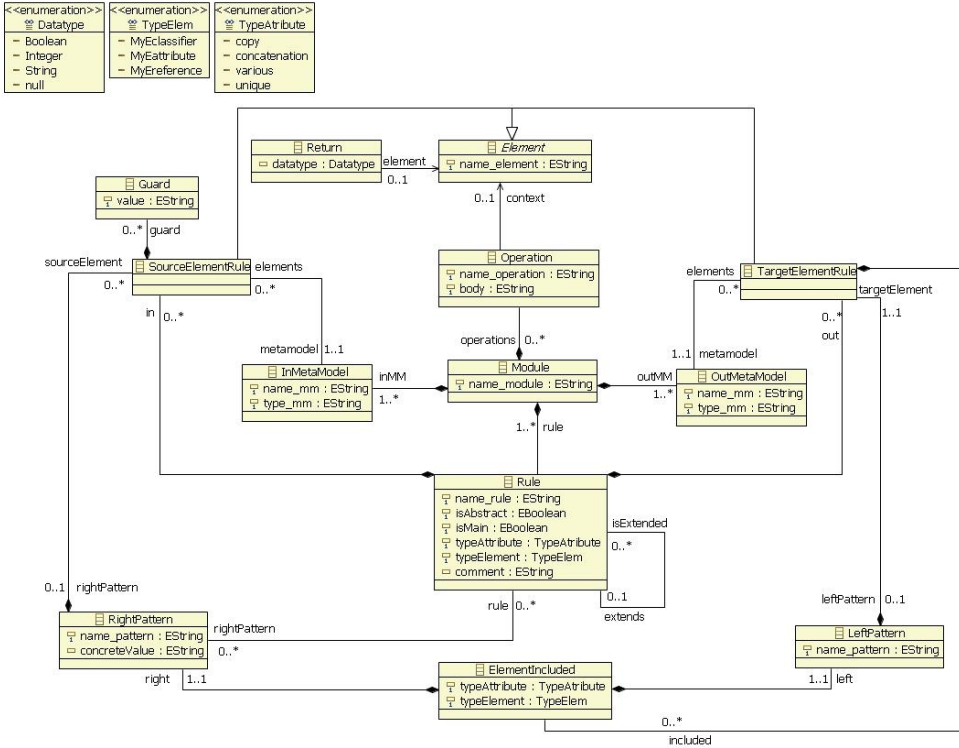 <<enumeration>>
Datatype
Boolean
Integer
String
null
<<enumeration>>
TypeElem
MyEclassifier
MyEattribute
MyEreference
<<enumeration>>
TypeAtribute
copy
concatenation
various
unique
Return
datatype : Datatype
element
0..1
Element
name_element : EString
Guard
value : EString
0..* guard
0..1 context
sourceElement
0..*
SourceElementRule
elements
0..*
in
0..*
Operation
name_operation : EString
body : EString
elements
0..*
TargetElementRule
targetElement
1..1
0..*
out
operations 0..*
metamodel 1..1
1..1 metamodel
InMetaModel
name_mm : EString
type_mm : EString
inMM
1..*
Module
name_module : EString
outMM
1..*
OutMetaModel
name_mm : EString
type_mm : EString
1..* rule
Rule
name_rule : EString
isAbstract : EBoolean
isMain : EBoolean
typeAttribute : TypeAtribute
typeElement : TypeElem
comment : EString
isExtended
0..*
0..1
extends
0..1 rightPattern
rule 0..*
leftPattern 0..1
RightPattern
name_pattern : EString
concreteValue : EString
rightPattern
0..*
LeftPattern
name_pattern : EString
right 1..1
ElementIncluded
typeAttribute : TypeAtribute
typeElement : TypeElem
1..1 left
0..*
included